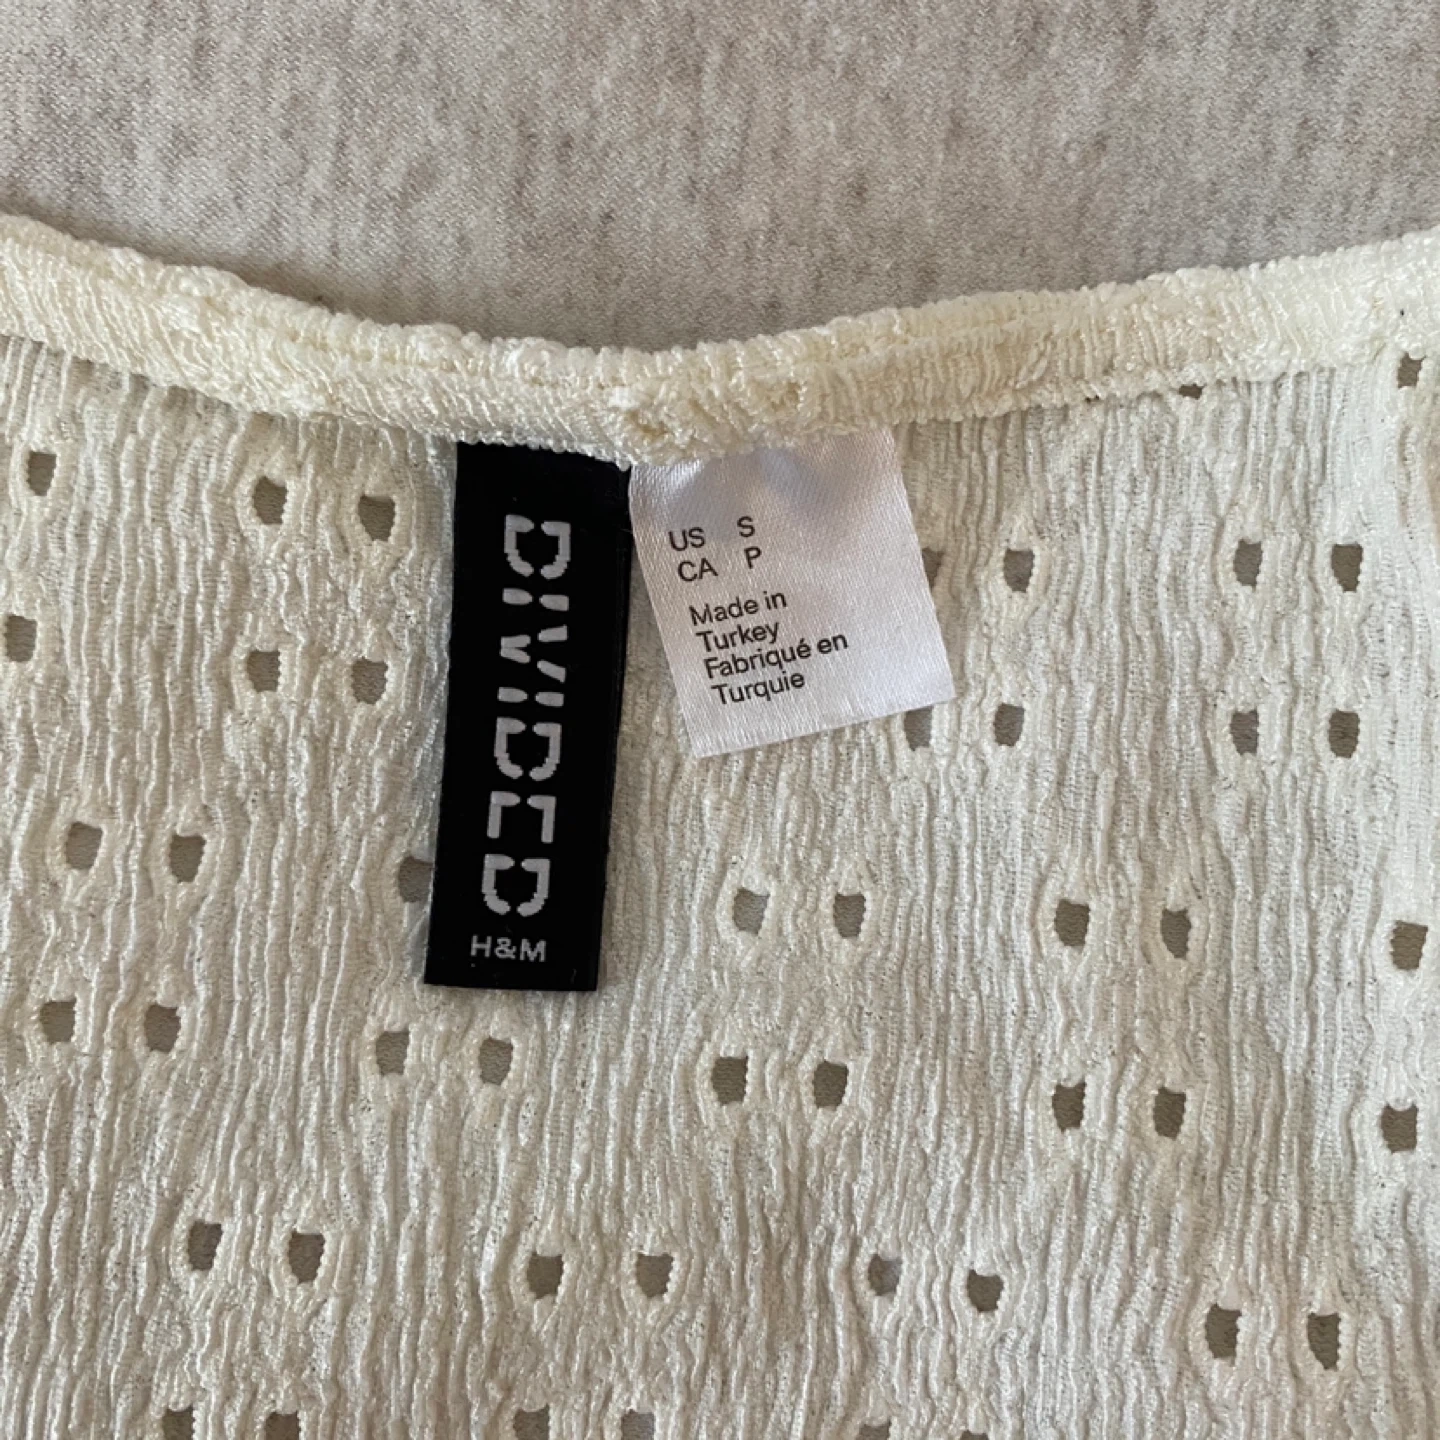 DIVIDED
H&M
US S
CA P
Made in
Turkey
Fabriqué en
Turquie